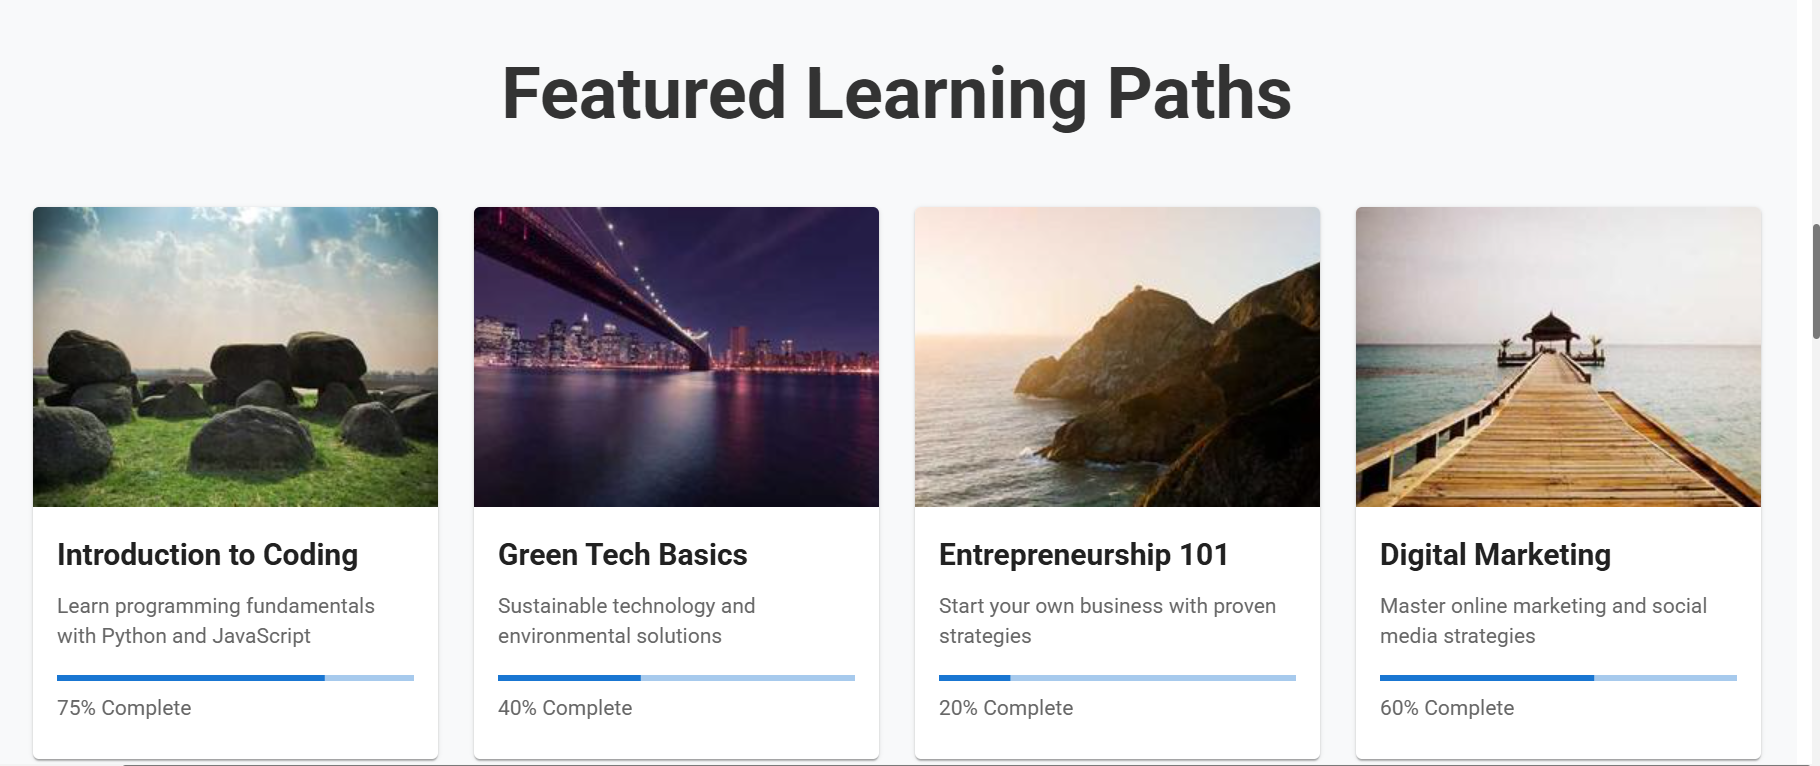 Featured Learning Paths
Introduction to Coding
Learn programming fundamentals
with Python and JavaScript
75% Complete
Green Tech Basics
Sustainable technology and
environmental solutions
40% Complete
Entrepreneurship 101
Start your own business with proven
strategies
20% Complete
Digital Marketing
Master online marketing and social
media strategies
60% Complete